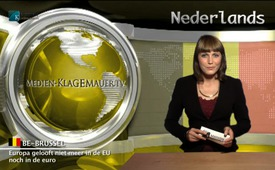 Nederlands
MEDIEN-KLAGEMAUER.TV
BE-BRUSSEL
Europa gelooft niet meer in de EU
noch in de euro